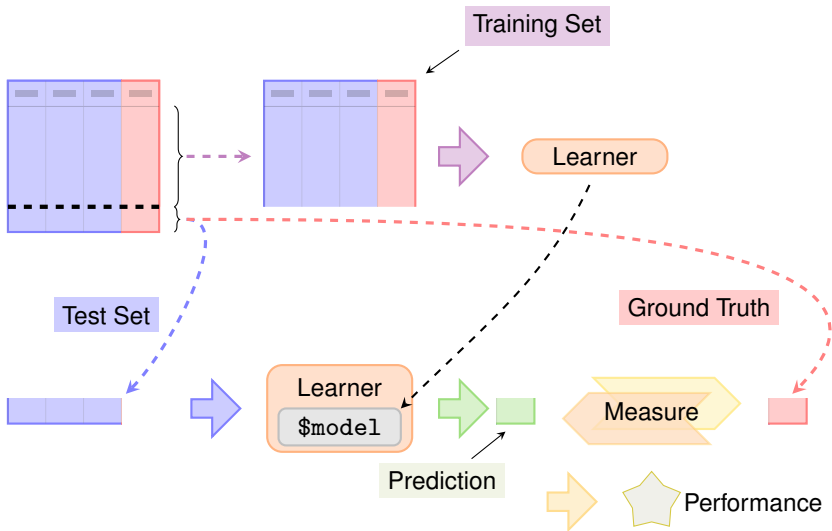 Training Set
Learner
Test Set
Ground Truth
Learner
$model
Measure
Prediction
Performance